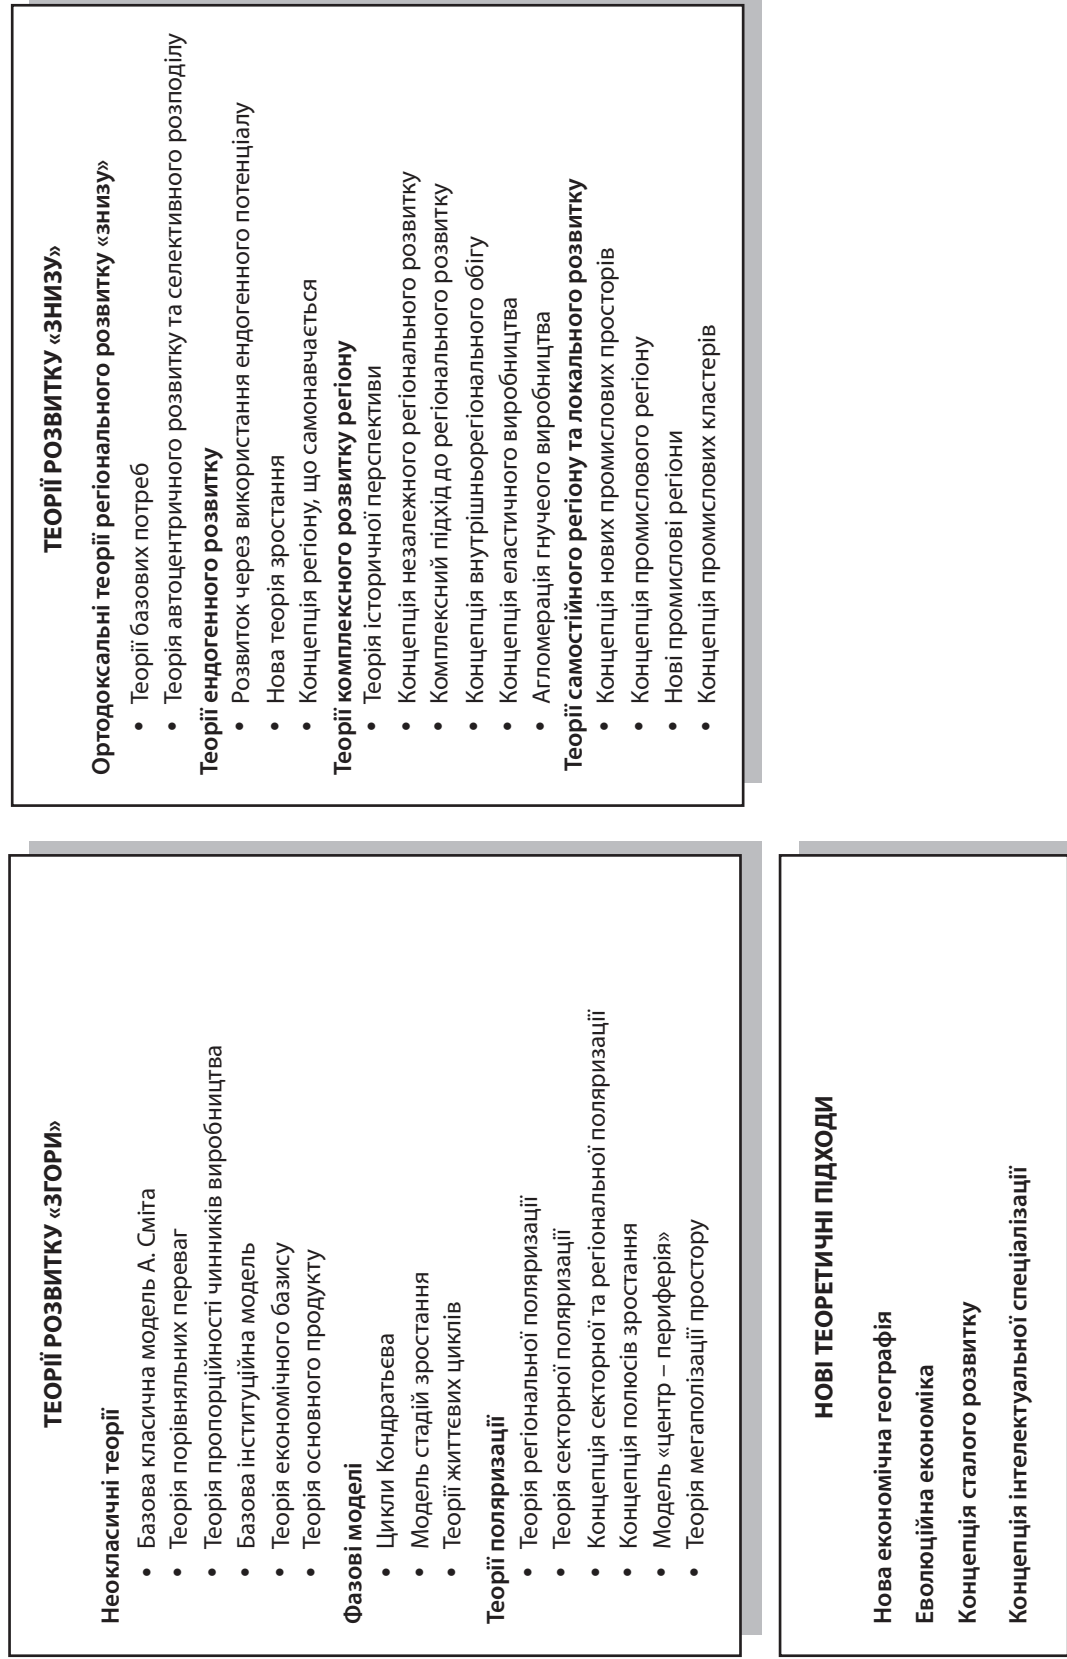 ТЕОРІЇ РОЗВИТКУ «ЗГОРИ»
Неокласичні теорії
• Базова класична модель А. Сміта
• Теорія порівняльних переваг
• Теорія пропорційності чинників виробництва
• Базова інституційна модель
• Теорія економічного базису
• Теорія основного продукту
Фазові моделі
• Цикли Кондратьєва
• Модель стадій зростання
• Теорії життєвих циклів
Теорії поляризації
• Теорія регіональної поляризації
• Теорія секторної поляризації
• Концепція секторної та регіональної поляризації
• Концепція полюсів зростання
• Модель «центр – периферія»
• Теорія мегаполізації простору
ТЕОРІЇ РОЗВИТКУ «ЗНИЗУ»
Ортодоксальні теорії регіонального розвитку «знизу»
• Теорії базових потреб
• Теорія автоцентричного розвитку та селективного розподілу
Теорії ендогенного розвитку
• Розвиток через використання ендогенного потенціалу
• Нова теорія зростання
• Концепція регіону, що самонавчається
Теорії комплексного розвитку регіону
• Теорія історичної перспективи
• Концепція незалежного регіонального розвитку
• Комплексний підхід до регіонального розвитку
• Концепція внутрішньорегіонального обігу
• Концепція еластичного виробництва
• Агломерація гнучеого виробництва
Теорії самостійного регіону та локального розвитку
• Концепція нових промислових просторів
• Концепція промислового регіону
• Нові промислові регіони
• Концепція промислових кластерів
НОВІ ТЕОРЕТИЧНІ ПІДХОДИ
Нова економічна географія
Еволюційна економіка
Концепція сталого розвитку
Концепція інтелектуальної спеціалізації